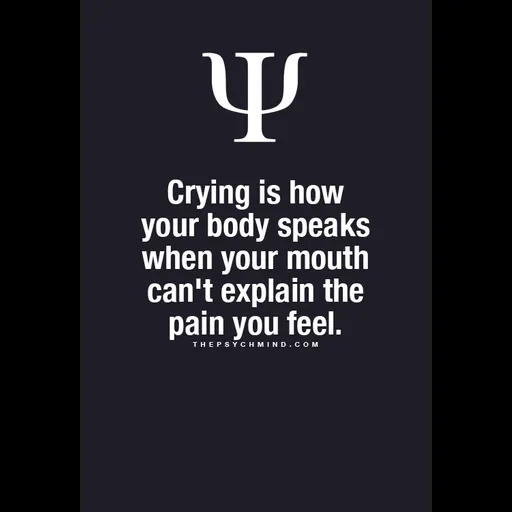 Ψ
Crying is how
your body speaks
when your mouth
can't explain the
pain you feel.
THEPSYCHMIND.COM